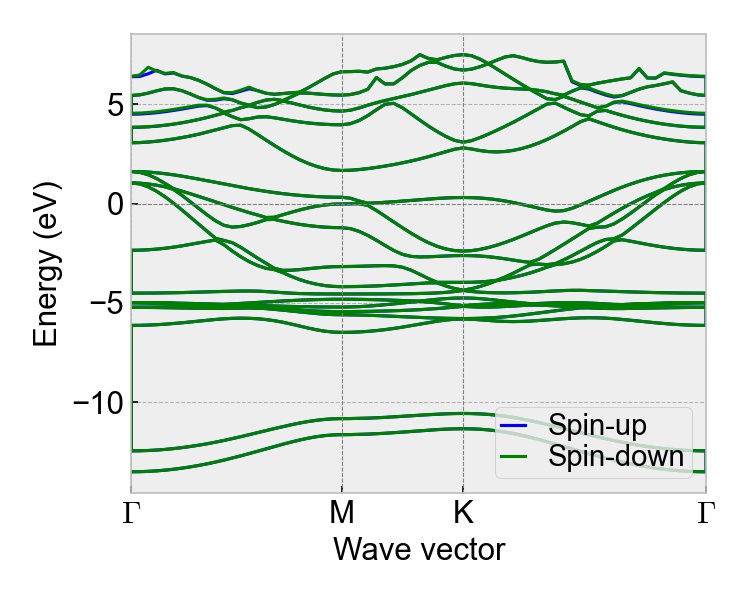 Energy (eV)
5
0
−5
−10
Spin-up
Spin-down
Γ M K Γ
Wave vector